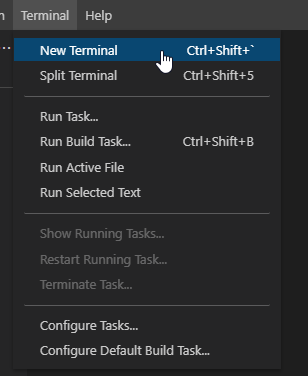 Terminal Help
New Terminal Ctrl+Shift+`
Split Terminal Ctrl+Shift+5
Run Task...
Run Build Task... Ctrl+Shift+B
Run Active File
Run Selected Text
Show Running Tasks...
Restart Running Task...
Terminate Task...
Configure Tasks...
Configure Default Build Task...